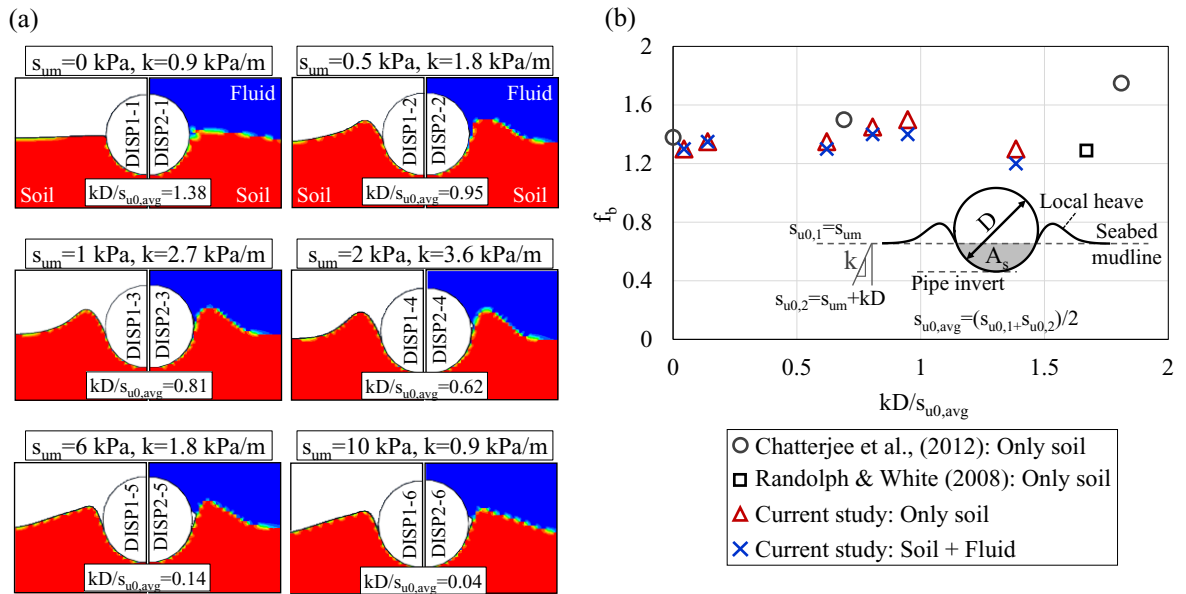 (a)
s_um=0 kPa, k=0.9 kPa/m
DISP1-1
DISP2-1
Fluid
Soil
Soil
kD/s_u0,avg=1.38
s_um=0.5 kPa, k=1.8 kPa/m
DISP1-2
DISP2-2
Fluid
Soil
Soil
kD/s_u0,avg=0.95
s_um=1 kPa, k=2.7 kPa/m
DISP1-3
DISP2-3
kD/s_u0,avg=0.81
s_um=2 kPa, k=3.6 kPa/m
DISP1-4
DISP2-4
kD/s_u0,avg=0.62
s_um=6 kPa, k=1.8 kPa/m
DISP1-5
DISP2-5
kD/s_u0,avg=0.14
s_um=10 kPa, k=0.9 kPa/m
DISP1-6
DISP2-6
kD/s_u0,avg=0.04
(b)
2
1.6
1.2
0.8
0.4
0
f_b
0
0.5
1
1.5
2
kD/s_u0,avg
D
A_s
Local heave
s_u0,1=s_um
Seabed
mudline
k
Pipe invert
s_u0,2=s_um+kD
s_u0,avg=(s_u0,1+s_u0,2)/2
Chatterjee et al., (2012): Only soil
Randolph & White (2008): Only soil
Current study: Only soil
Current study: Soil + Fluid